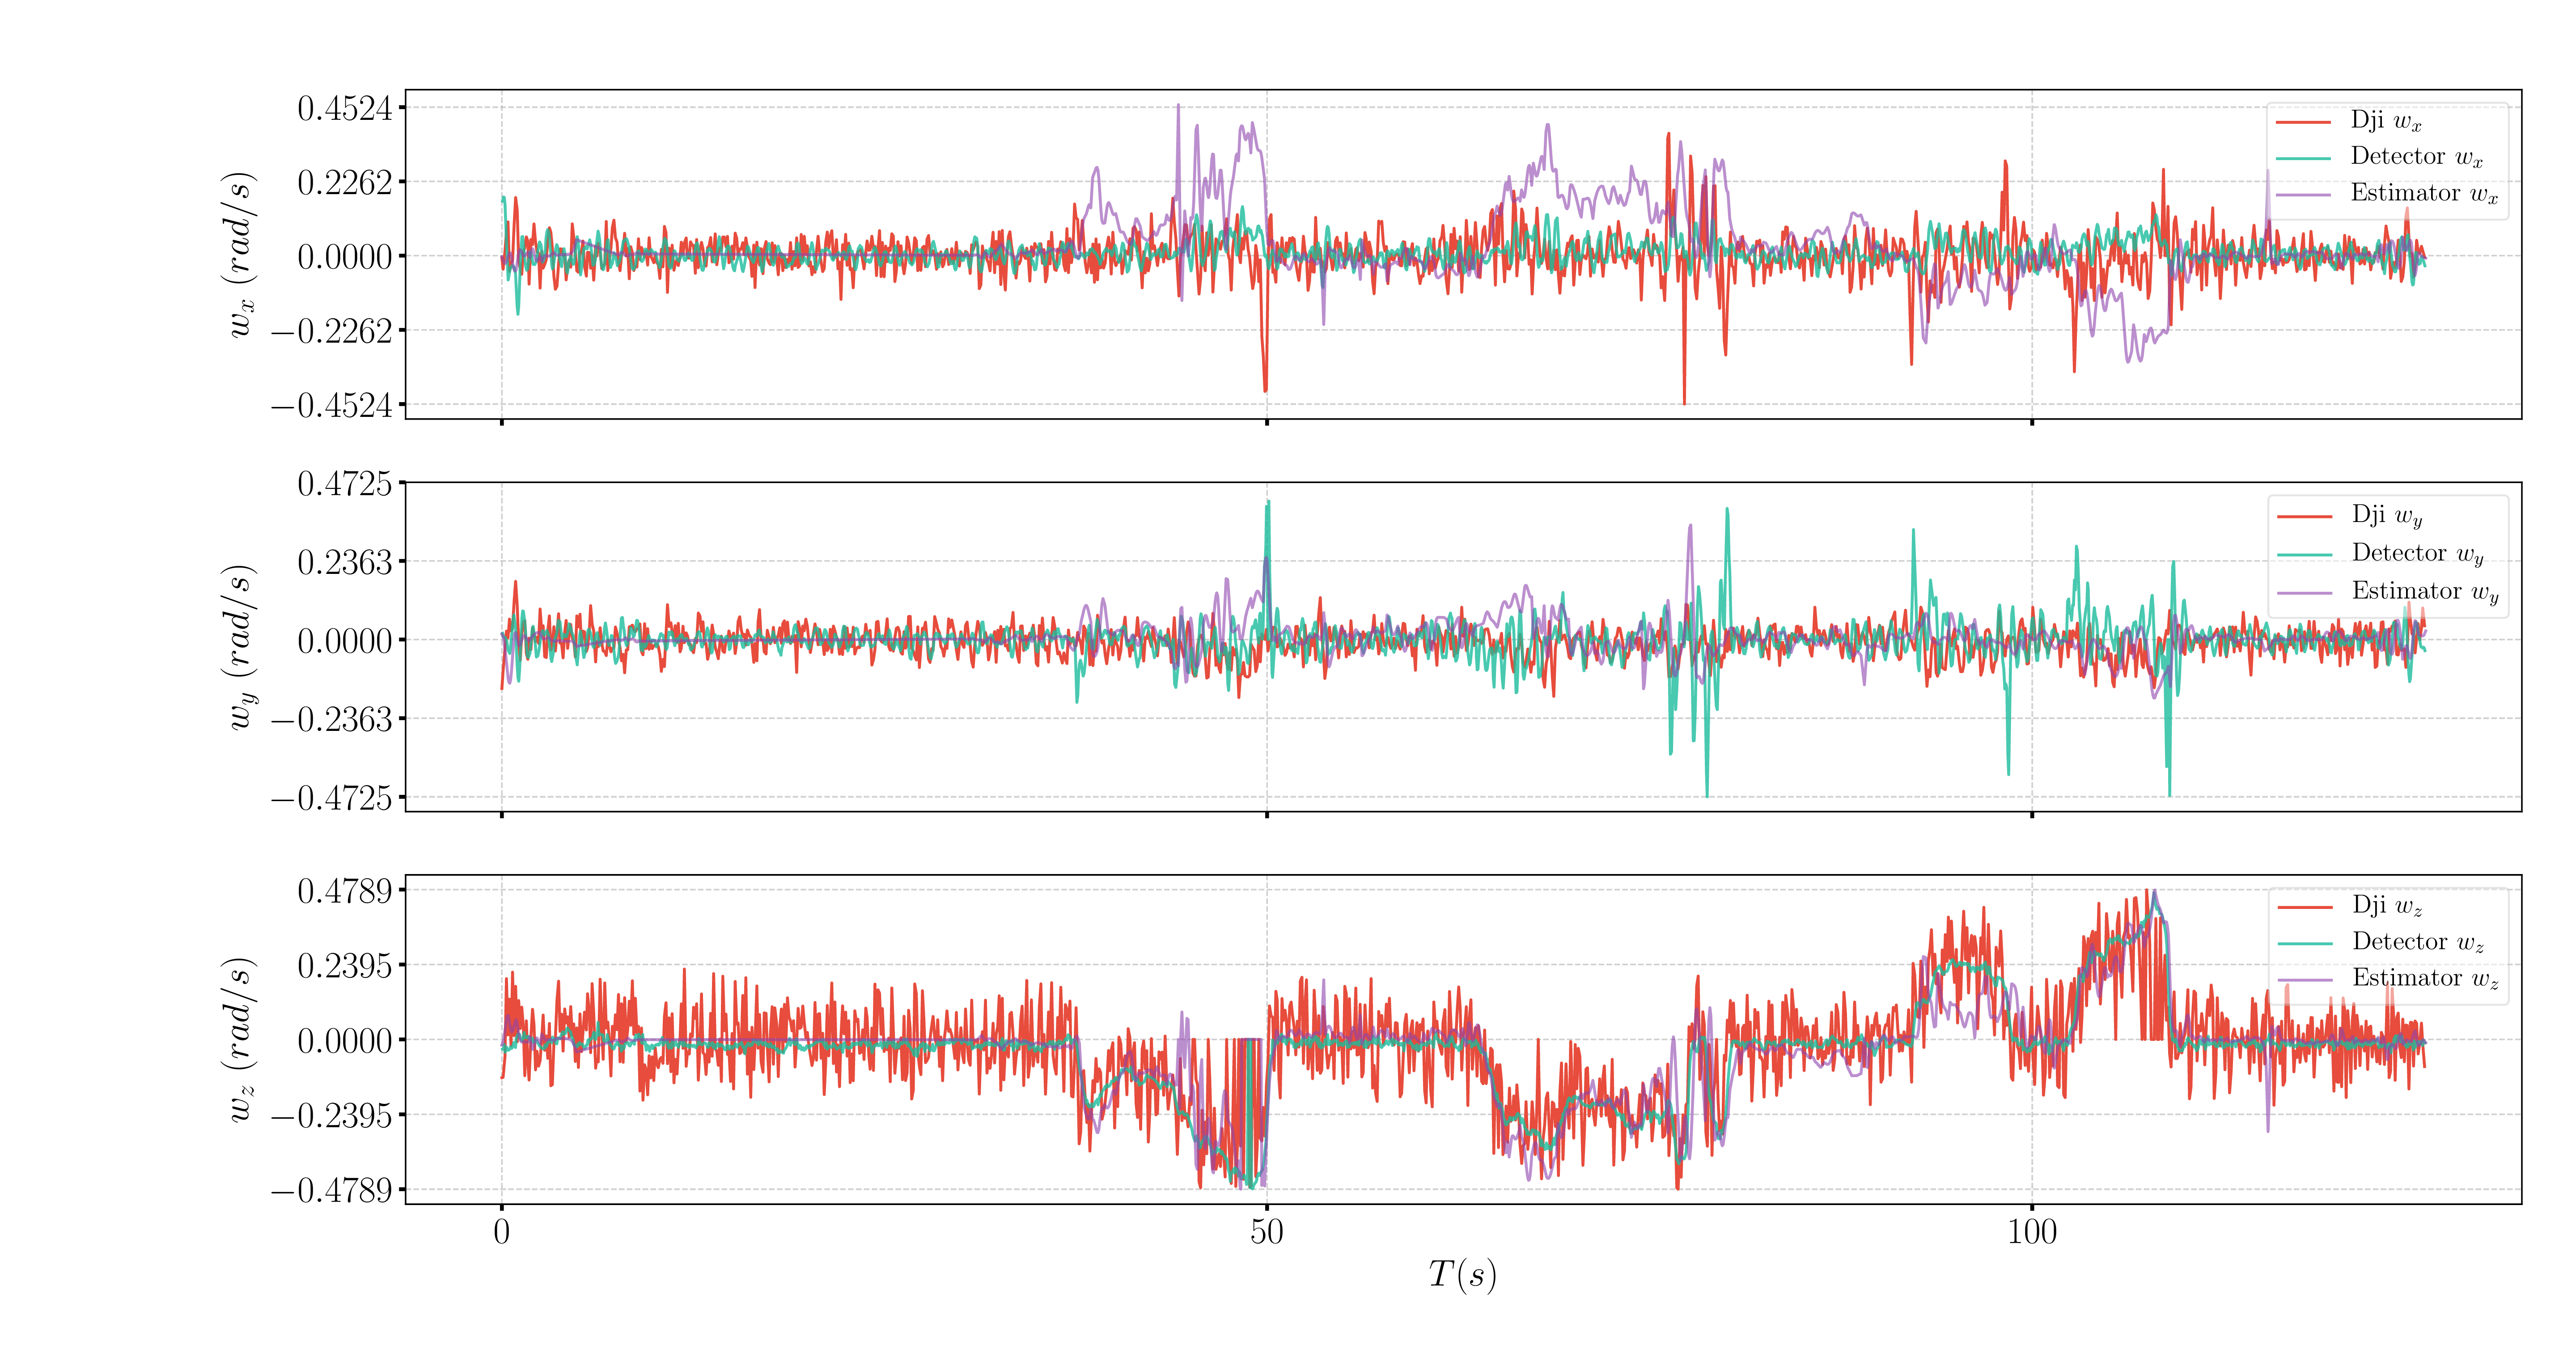 0.4524
0.2262
0.0000
−0.2262
−0.4524
w_x (rad/s)
Dji w_x
Detector w_x
Estimator w_x
0.4725
0.2363
0.0000
−0.2363
−0.4725
w_y (rad/s)
Dji w_y
Detector w_y
Estimator w_y
0.4789
0.2395
0.0000
−0.2395
−0.4789
w_z (rad/s)
Dji w_z
Detector w_z
Estimator w_z
0 50 100
T(s)